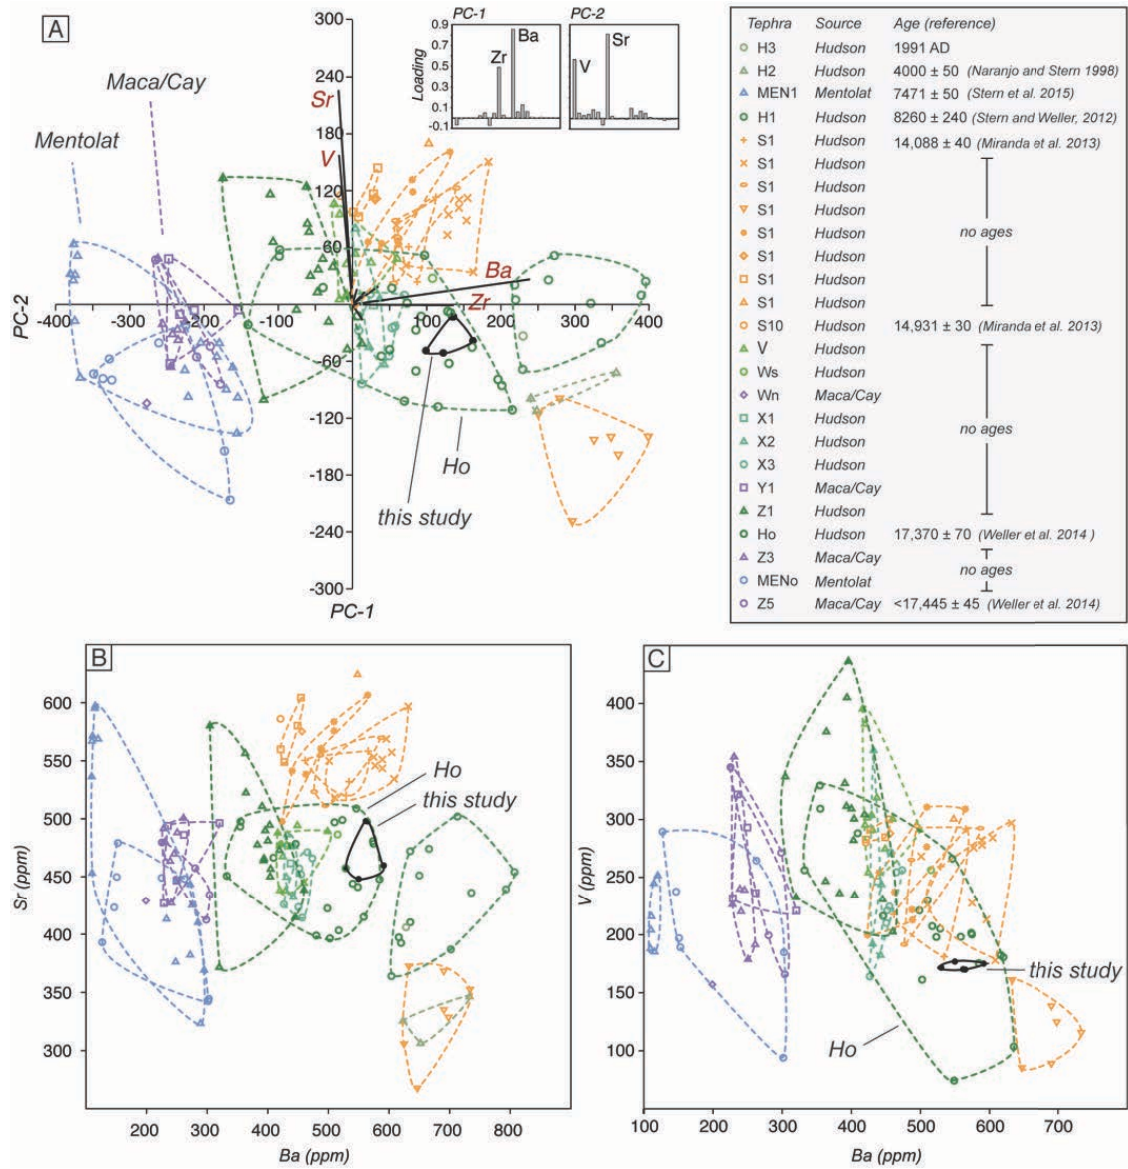 A
PC-1
PC-2
Loading
0.9
0.8
0.7
0.6
0.5
0.4
0.3
0.2
0.1
-0.1
Zr
Ba
V
Sr
300
240
180
120
60
-60
-120
-180
-240
-300
-400
-300
-200
-100
100
200
300
400
PC-2
PC-1
Maca/Cay
Mentolat
Sr
V
Ba
Zr
Ho
this study
Tephra Source Age (reference)
H3 Hudson 1991 AD
H2 Hudson 4000 ± 50 (Naranjo and Stern 1998)
MEN1 Mentolat 7471 ± 50 (Stern et al. 2015)
H1 Hudson 8260 ± 240 (Stern and Weller, 2012)
S1 Hudson 14,088 ± 40 (Miranda et al. 2013)
S1 Hudson
S1 Hudson
S1 Hudson
S1 Hudson no ages
S1 Hudson
S1 Hudson
S1 Hudson
S10 Hudson 14,931 ± 30 (Miranda et al. 2013)
V Hudson
Ws Hudson
Wn Maca/Cay
X1 Hudson
X2 Hudson no ages
X3 Hudson
Y1 Maca/Cay
Z1 Hudson
Ho Hudson 17,370 ± 70 (Weller et al. 2014 )
Z3 Maca/Cay
MENo Mentolat no ages
Z5 Maca/Cay <17,445 ± 45 (Weller et al. 2014)
B
600
550
500
450
400
350
300
Sr (ppm)
200
300
400
500
600
700
800
Ba (ppm)
Ho
this study
C
400
350
300
250
200
150
100
V (ppm)
100
200
300
400
500
600
700
Ba (ppm)
Ho
this study